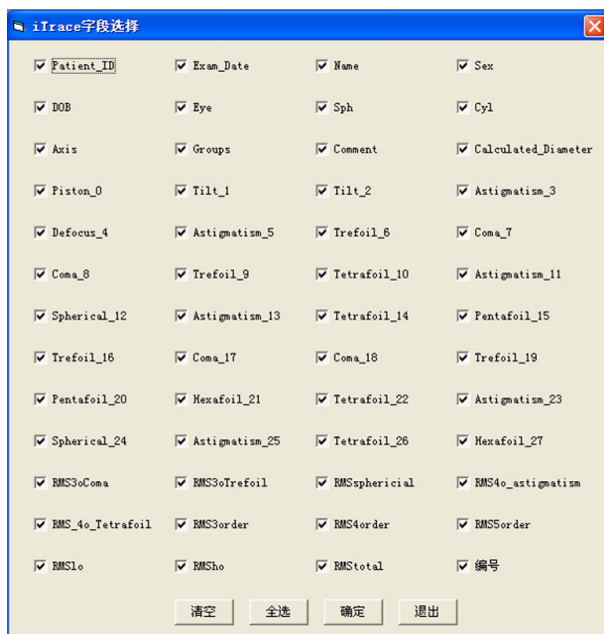 iTrace字段选择
Patient_ID Exam_Date Name Sex
DOB Eye Sph Cyl
Axis Groups Comment Calculated_Diameter
Piston_0 Tilt_1 Tilt_2 Astigmatism_3
Defocus_4 Astigmatism_5 Trefoil_6 Coma_7
Coma_8 Trefoil_9 Tetrafoil_10 Astigmatism_11
Spherical_12 Astigmatism_13 Tetrafoil_14 Pentafoil_15
Trefoil_16 Coma_17 Coma_18 Trefoil_19
Pentafoil_20 Hexafoil_21 Tetrafoil_22 Astigmatism_23
Spherical_24 Astigmatism_25 Tetrafoil_26 Hexafoil_27
RMS3oComa RMS3oTrefoil RMSsphericial RMS4o_astigmatism
RMS_4o_Tetrafoil RMS3order RMS4order RMS5order
RMSlo RMSho RMStotal 编号
清空 全选 确定 退出